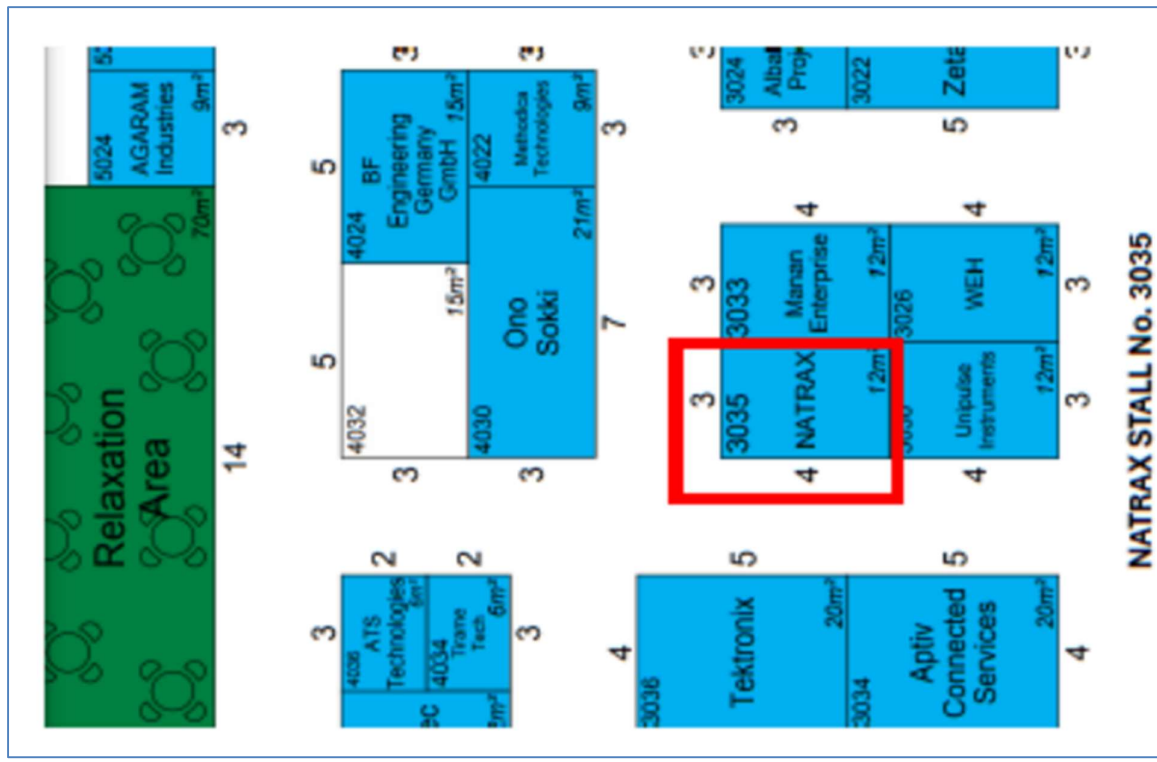 5024
AGARAM
Industries
9m²
3
Relaxation
Area
70m²
14
3
3
5
4024
BF
Engineering
Germany
GmbH
15m²
4022
Methodica
Technologies
9m²
3
5
4032
15m²
3
4030
Ono
Sokki
21m²
7
3
3
2
2
ATS
Technologies
6m²
4034
Tirame
Tech
6m²
3
ec
3024
3
3022
Zeta
5
4
4
3
3033
Manan
Enterprise
12m²
3026
WEH
12m²
3
3
3035
NATRAX
12m²
4
Unipulse
Instruments
12m²
3
4
5
5
4
3036
Tektronix
20m²
3034
Aptiv
Connected
Services
20m²
4
NATRAX STALL No. 3035